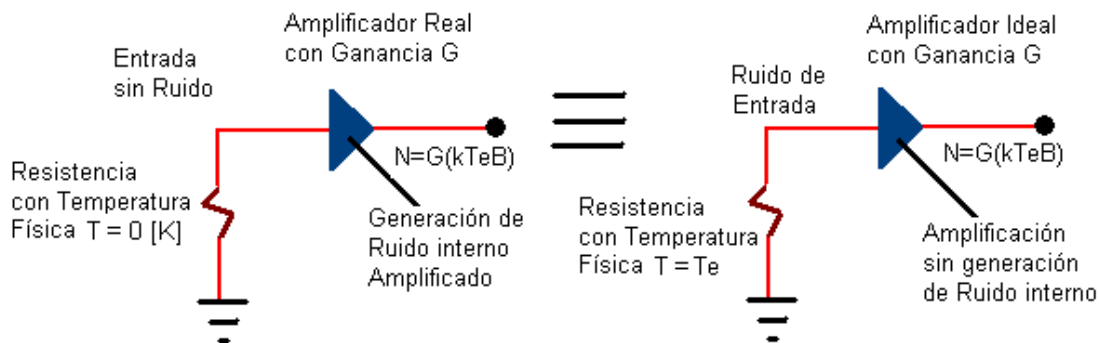 Entrada
sin Ruido
Amplificador Real
con Ganancia G
N=G(kTeB)
Resistencia
con Temperatura
Física T = 0 [K]
Generación de
Ruido interno
Amplificado
Ruido de
Entrada
Amplificador Ideal
con Ganancia G
N=G(kTeB)
Resistencia
con Temperatura
Física T = Te
Amplificación
sin generación
de Ruido interno